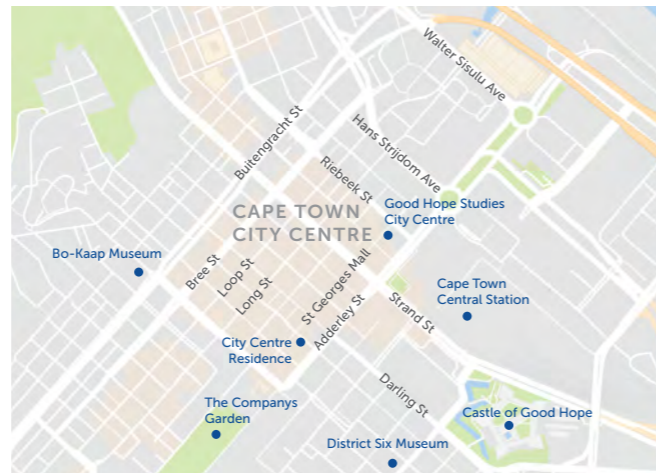 Walter Sisulu Ave
Buitengracht St
Hans Strijdom Ave
Riebeek St
Good Hope Studies
City Centre
CAPE TOWN
CITY CENTRE
Bo-Kaap Museum
Bree St
Loop St
Long St
St Georges Mall
Cape Town
Central Station
Adderley St
Strand St
City Centre
Residence
Darling St
The Companys
Garden
Castle of Good Hope
District Six Museum